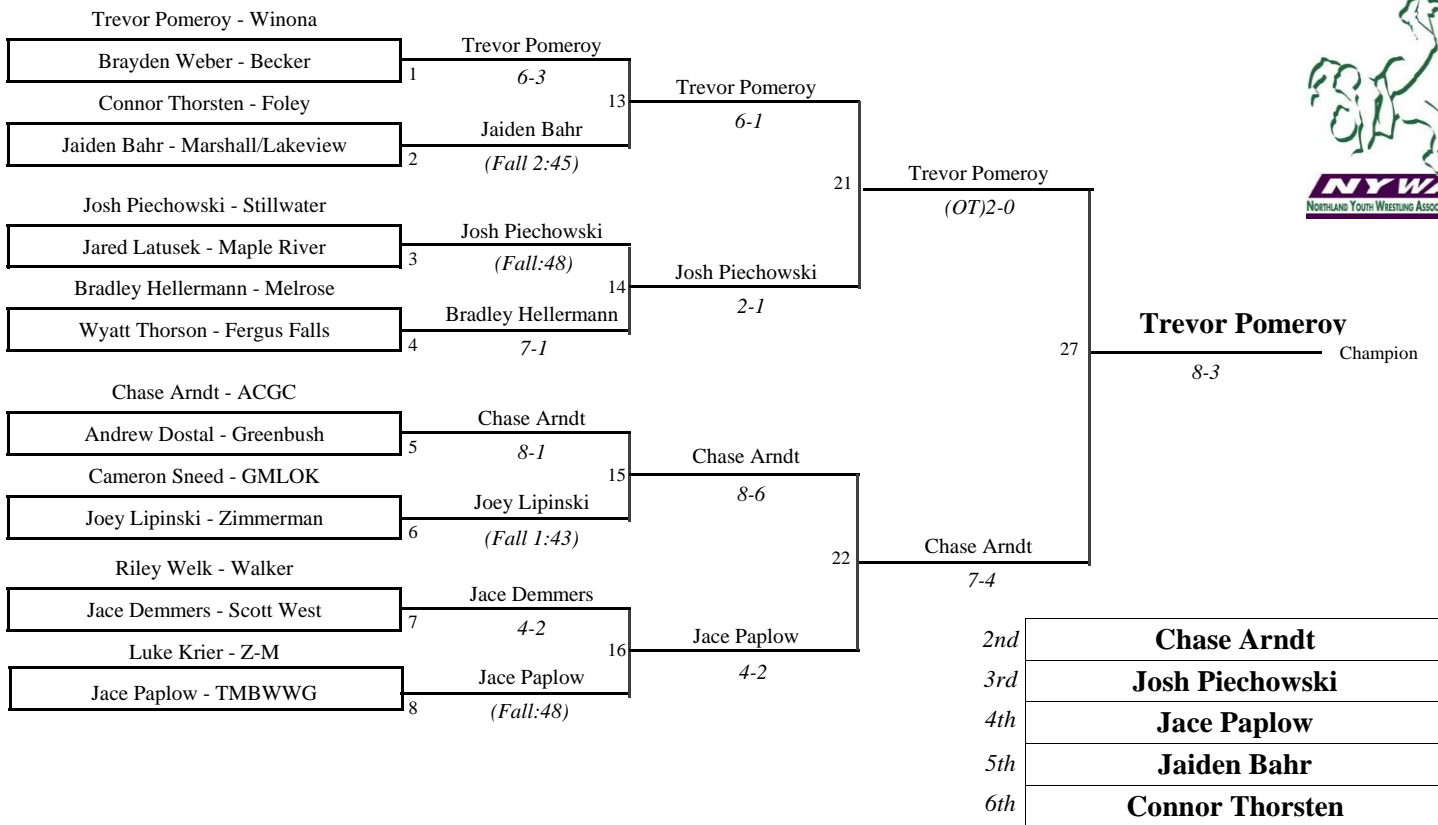 Trevor Pomeroy - Winona
Brayden Weber - Becker
1
Trevor Pomeroy
6-3
Connor Thorsten - Foley
Jaiden Bahr - Marshall/Lakeview
2
Jaiden Bahr
(Fall 2:45)
13
Trevor Pomeroy
6-1
Josh Piechowski - Stillwater
Jared Latusek - Maple River
3
Josh Piechowski
(Fall:48)
Bradley Hellermann - Melrose
Wyatt Thorson - Fergus Falls
4
Bradley Hellermann
7-1
14
Josh Piechowski
2-1
21
Trevor Pomeroy
(OT)2-0
Chase Arndt - ACGC
Andrew Dostal - Greenbush
5
Chase Arndt
8-1
Cameron Sneed - GMLOK
Joey Lipinski - Zimmerman
6
Joey Lipinski
(Fall 1:43)
15
Chase Arndt
8-6
Riley Welk - Walker
Jace Demmers - Scott West
7
Jace Demmers
4-2
Luke Krier - Z-M
Jace Paplow - TMBWWG
8
Jace Paplow
(Fall:48)
16
Jace Paplow
4-2
22
Chase Arndt
7-4
27
Trevor Pomeroy
Champion
8-3
NYWA
NORTHLAND YOUTH WRESTLING
2nd Chase Arndt
3rd Josh Piechowski
4th Jace Paplow
5th Jaiden Bahr
6th Connor Thorsten